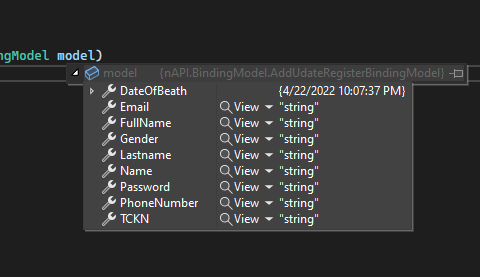 ngModel model)
model {nAPI.BindingModel.AddUdateRegisterBindingModel}
DateOfBeath {4/22/2022 10:07:37 PM}
Email View "string"
FullName View "string"
Gender View "string"
Lastname View "string"
Name View "string"
Password View "string"
PhoneNumber View "string"
TCKN View "string"